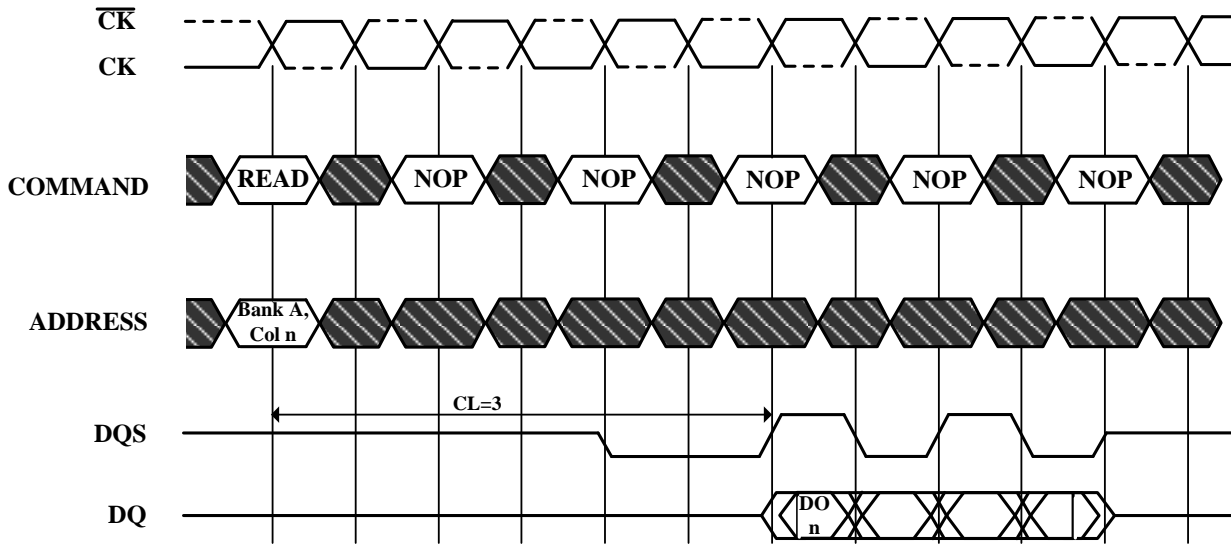 CK
CK
COMMAND
READ NOP NOP NOP NOP NOP
ADDRESS
Bank A,
Col n
CL=3
DQS
DQ
DO
n